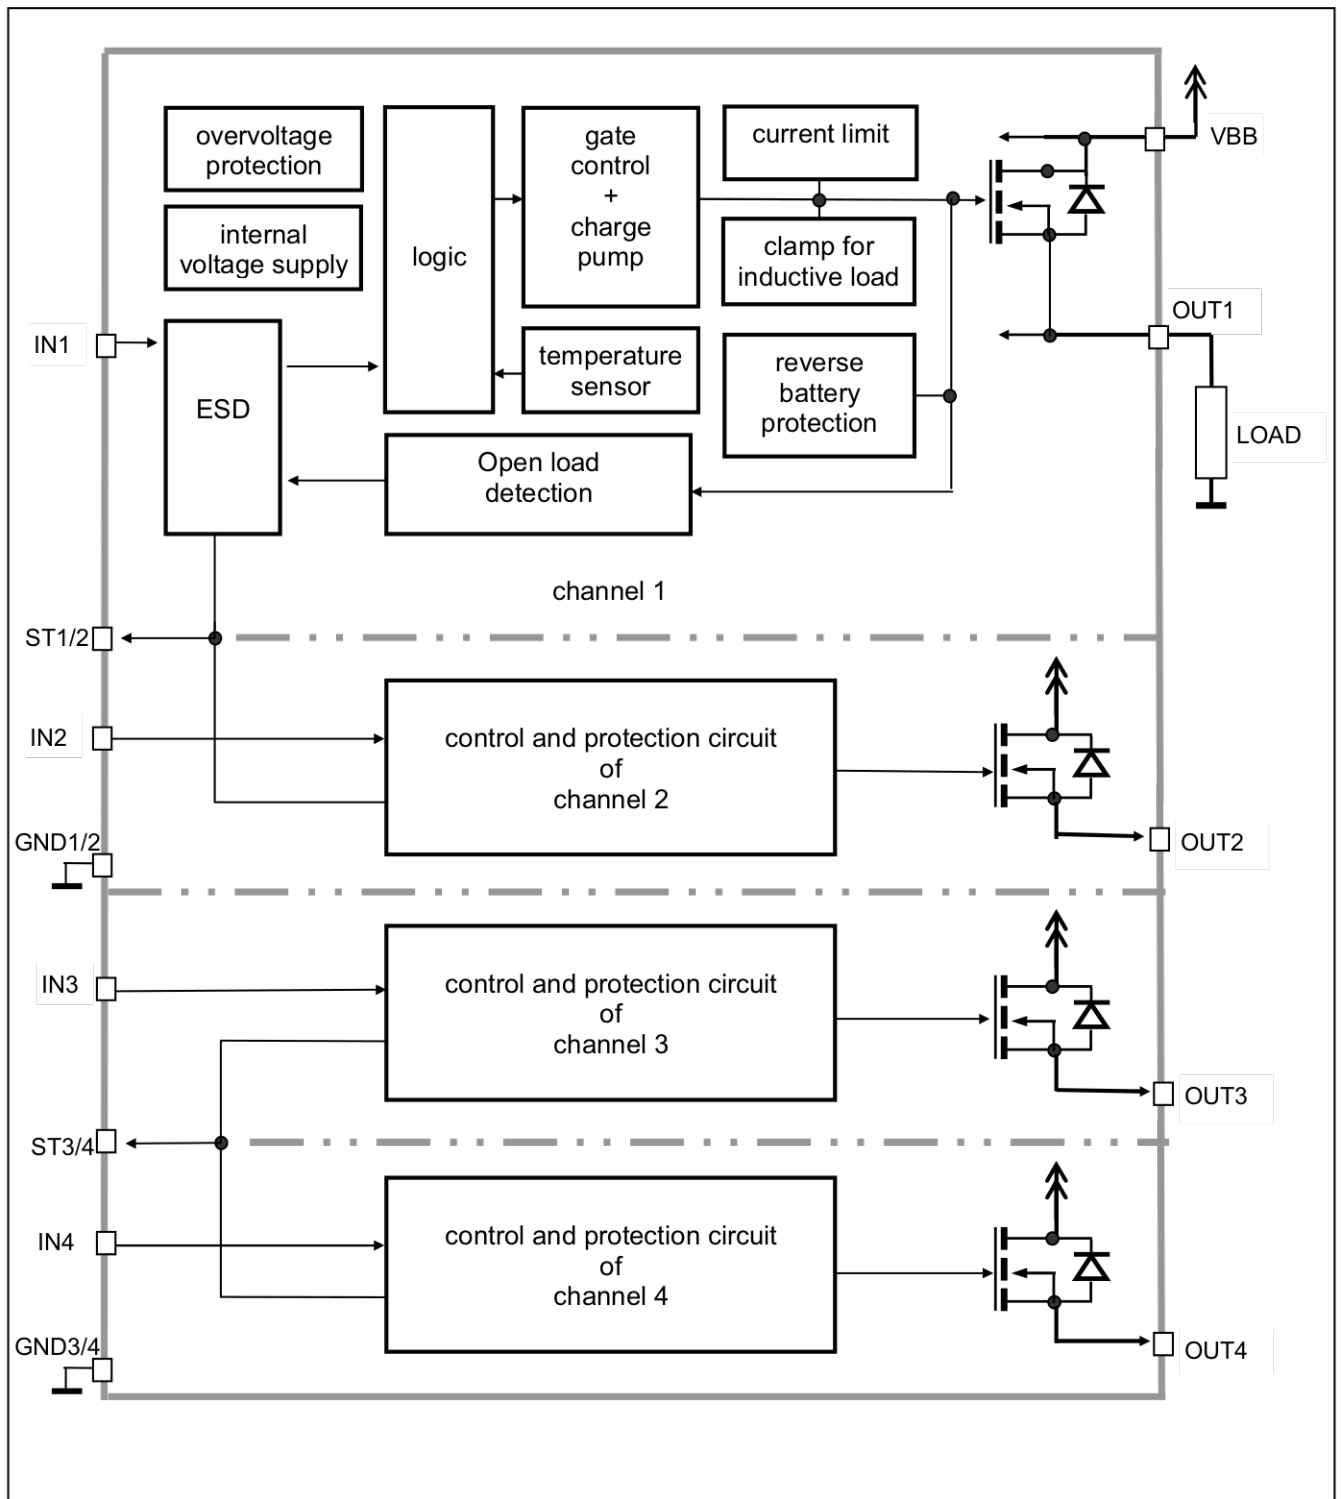 overvoltage
protection
internal
voltage supply
logic
gate
control
+
charge
pump
current limit
clamp for
inductive load
VBB
OUT1
IN1
ESD
temperature
sensor
reverse
battery
protection
LOAD
Open load
detection
channel 1
ST1/2
IN2
control and protection circuit
of
channel 2
GND1/2
OUT2
IN3
control and protection circuit
of
channel 3
OUT3
ST3/4
IN4
control and protection circuit
of
channel 4
GND3/4
OUT4